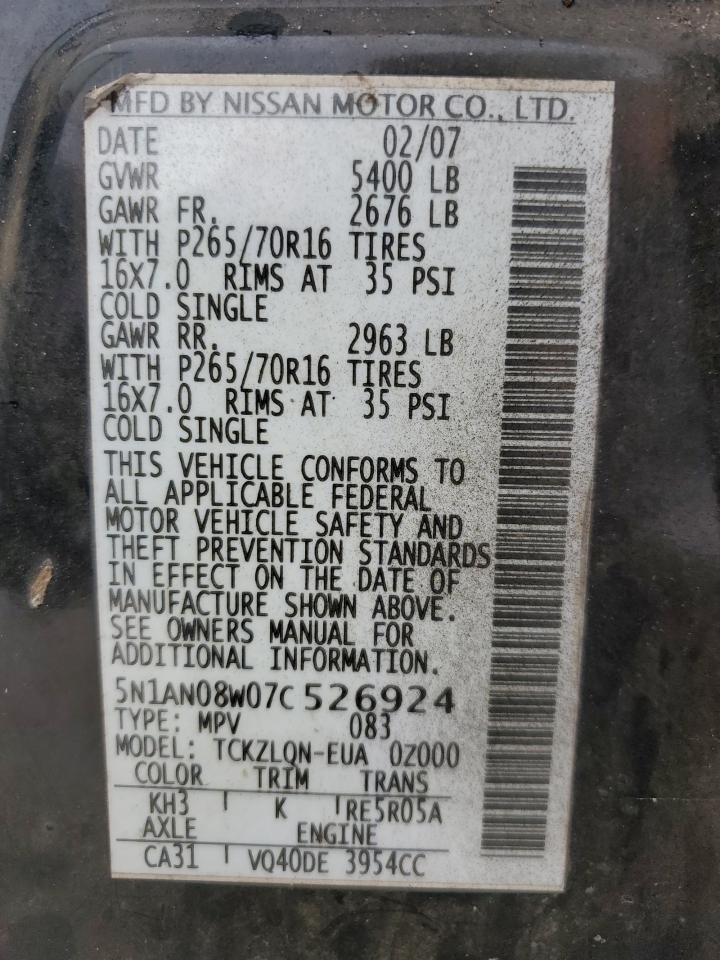 MFD BY NISSAN MOTOR CO., LTD.
DATE 02/07
GVWR 5400 LB
GAWR FR. 2676 LB
WITH P265/70R16 TIRES
16X7.0 RIMS AT 35 PSI
COLD SINGLE
GAWR RR. 2963 LB
WITH P265/70R16 TIRES
16X7.0 RIMS AT 35 PSI
COLD SINGLE
THIS VEHICLE CONFORMS TO
ALL APPLICABLE FEDERAL
MOTOR VEHICLE SAFETY AND
THEFT PREVENTION STANDARDS
IN EFFECT ON THE DATE OF
MANUFACTURE SHOWN ABOVE.
SEE OWNERS MANUAL FOR
ADDITIONAL INFORMATION.
5N1AN08W07C526924
TYPE: MPV 083
MODEL: TCKZLQN-EUA 0Z000
COLOR TRIM TRANS
KH3 K RE5R05A
AXLE ENGINE
CA31 VQ40DE 3954CC